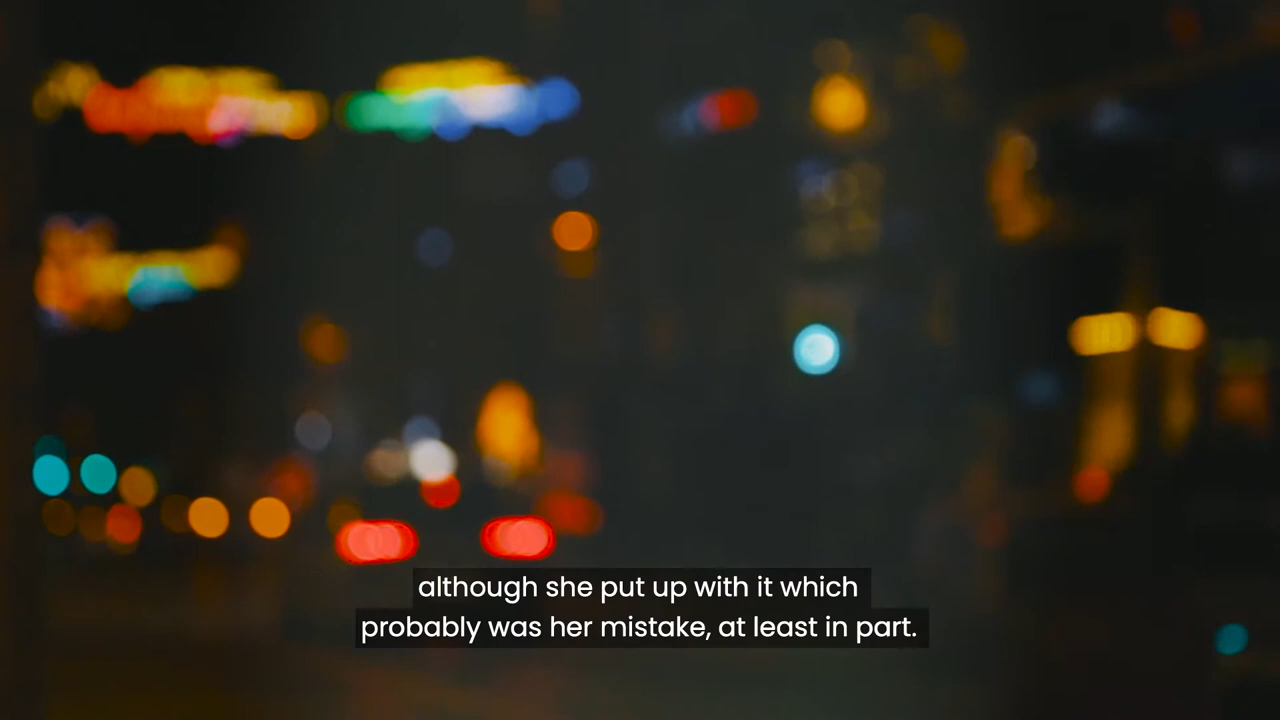 although she put up with it which
probably was her mistake, at least in part.